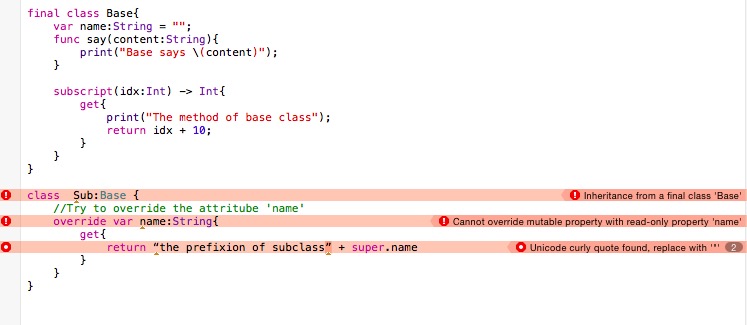 final class Base{
    var name:String = "";
    func say(content:String){
        print("Base says \(content)");
    }

    subscript(idx:Int) -> Int{
        get{
            print("The method of base class");
            return idx + 10;
        }
    }
}

class  Sub:Base {    Inheritance from a final class 'Base'
    //Try to override the attritube 'name'
    override var name:String{    Cannot override mutable property with read-only property 'name'
        get{
            return “the prefixion of subclass” + super.name    Unicode curly quote found, replace with '"' 2
        }
    }
}